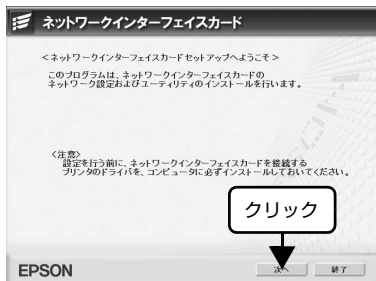 ネットワークインターフェイスカード
＜ネットワークインターフェイスカードセットアップへようこそ＞
このプログラムは、ネットワークインターフェイスカードの
ネットワーク設定およびユーティリティのインストールを行います。
＜注意＞
設定を行う前に、ネットワークインターフェイスカードを接続する
プリンタのドライバを、コンピュータに必ずインストールしておいてください。
クリック
EPSON
次へ 終了